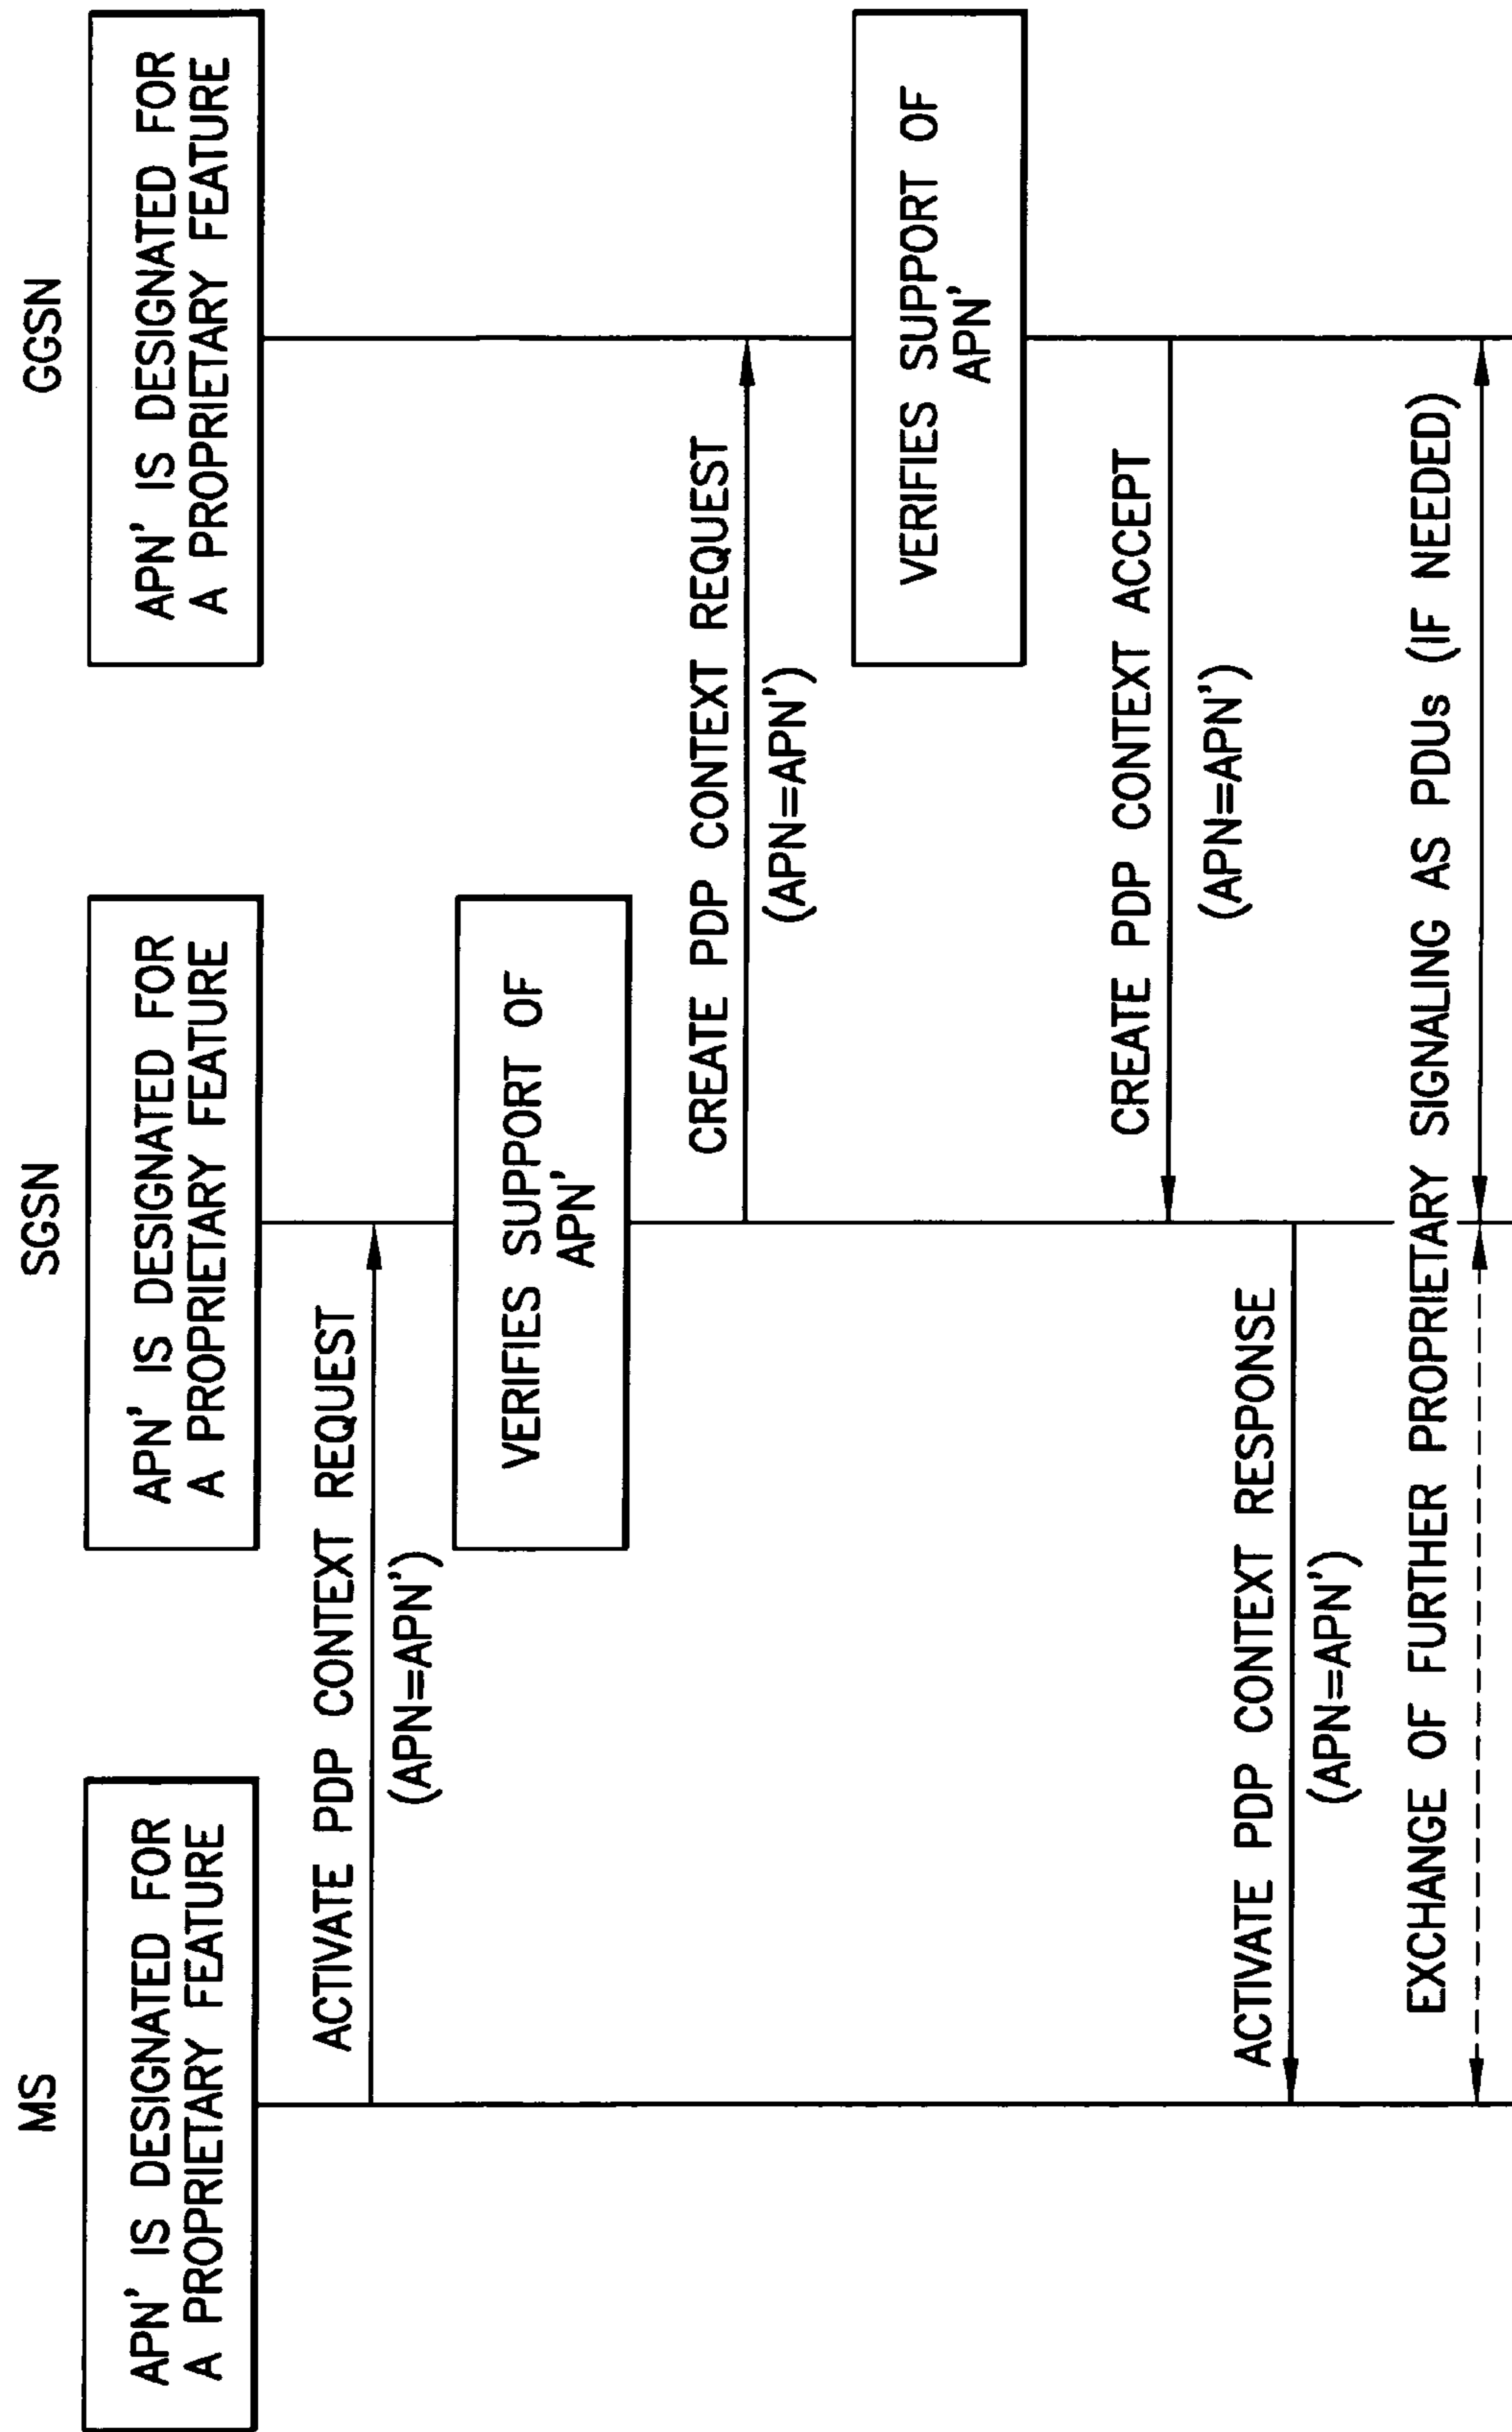 MS
SGSN
GGSN
APN' IS DESIGNATED FOR
A PROPRIETARY FEATURE
APN' IS DESIGNATED FOR
A PROPRIETARY FEATURE
APN' IS DESIGNATED FOR
A PROPRIETARY FEATURE
ACTIVATE PDP CONTEXT REQUEST
(APN=APN')
VERIFIES SUPPORT OF
APN'
CREATE PDP CONTEXT REQUEST
(APN=APN')
VERIFIES SUPPORT OF
APN'
CREATE PDP CONTEXT ACCEPT
(APN=APN')
ACTIVATE PDP CONTEXT RESPONSE
(APN=APN')
EXCHANGE OF FURTHER PROPRIETARY SIGNALING AS PDUs (IF NEEDED)